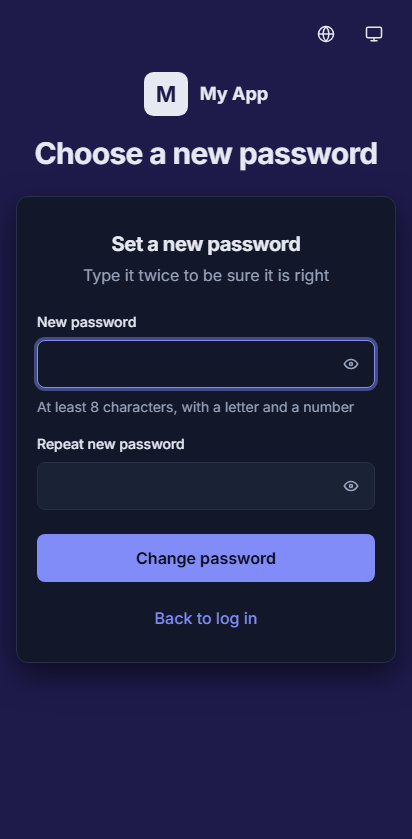 M My App
Choose a new password
Set a new password
Type it twice to be sure it is right
New password
At least 8 characters, with a letter and a number
Repeat new password
Change password
Back to log in